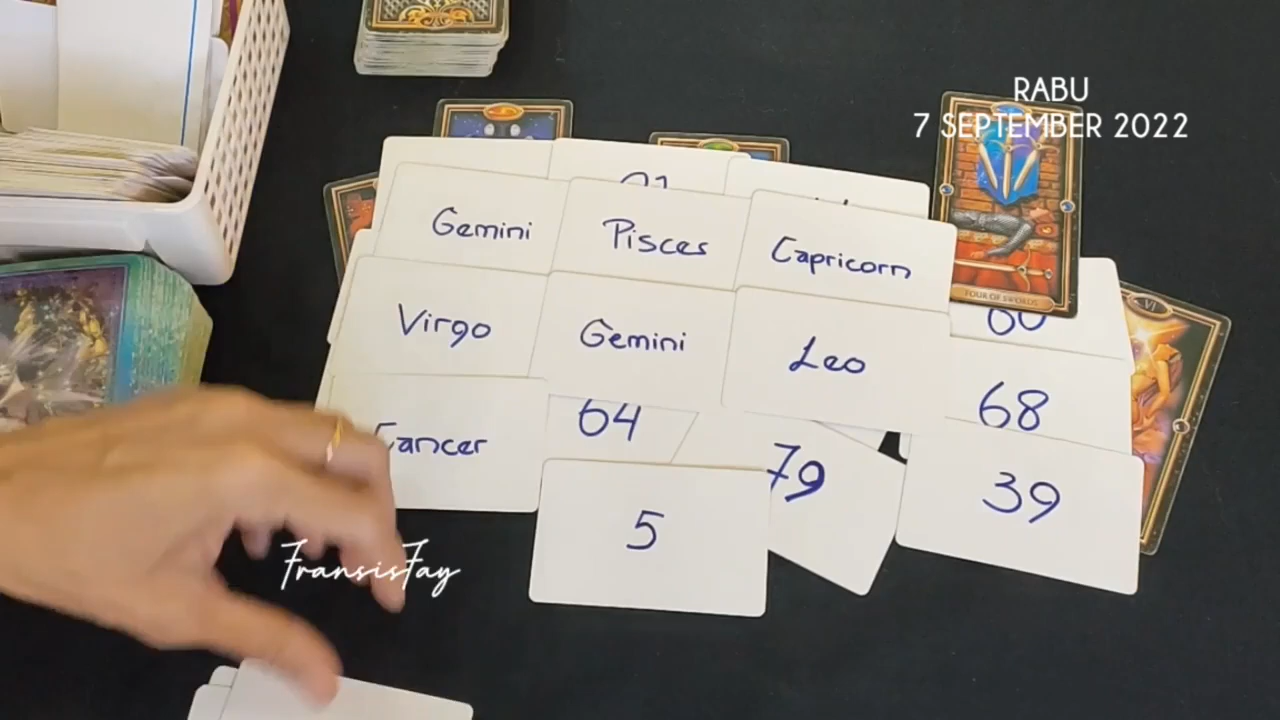 RABU
7 SEPTEMBER 2022
VI
Gemini
Pisces
Capricorn
FOUR OF SWORDS
Virgo
Gemini
Leo
68
Cancer
64
79
39
5
FransisFay